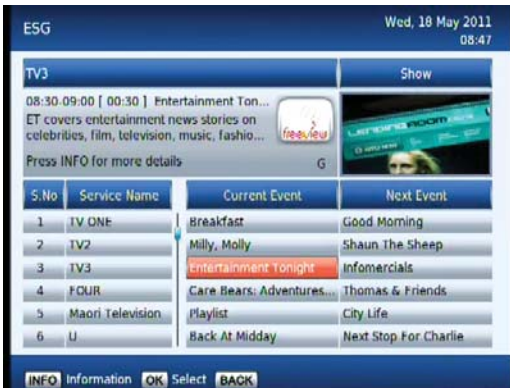 ESG
Wed, 18 May 2011
08:47
TV3
Show
08:30-09:00 [ 00:30 ] Entertainment Ton...
ET covers entertainment news stories on
celebrities, film, television, music, fashio...
Press INFO for more details
G
freeview
LENDING ROOM
S.No Service Name Current Event Next Event
1 TV ONE Breakfast Good Morning
2 TV2 Milly, Molly Shaun The Sheep
3 TV3 Entertainment Tonight Infomercials
4 FOUR Care Bears: Adventures... Thomas & Friends
5 Maori Television Playlist City Life
6 U Back At Midday Next Stop For Charlie
INFO Information OK Select BACK